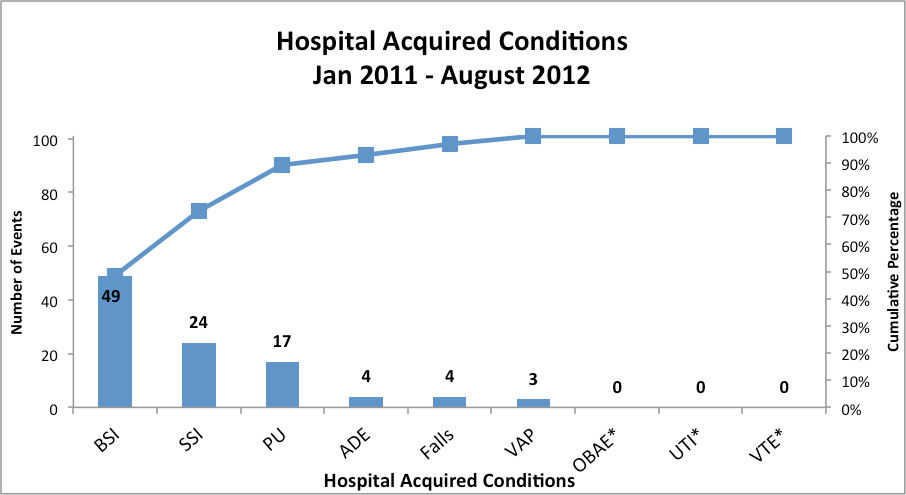 Hospital Acquired Conditions
Jan 2011 - August 2012
100
80
60
40
20
0
Number of Events
100%
90%
80%
70%
60%
50%
40%
30%
20%
10%
0%
Cumulative Percentage
49
24
17
4
4
3
0
0
0
BSI
SSI
PU
ADE
Falls
VAP
OBAE*
UTI*
VTE*
Hospital Acquired Conditions